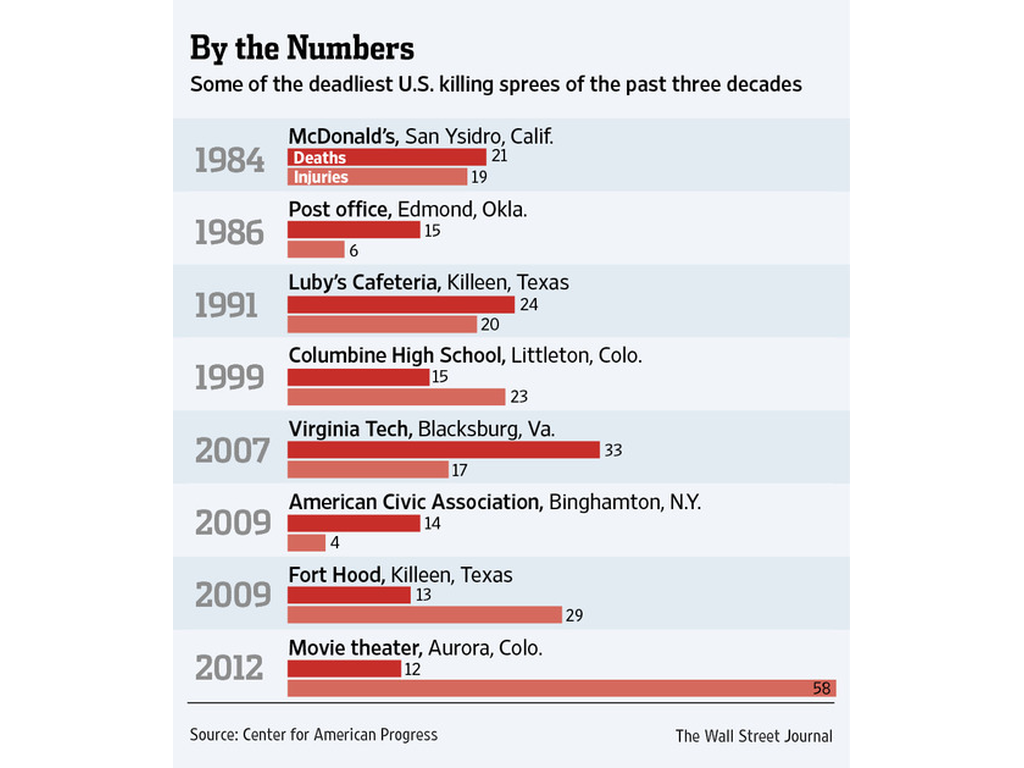 By the Numbers
Some of the deadliest U.S. killing sprees of the past three decades
1984
McDonald's, San Ysidro, Calif.
Deaths 21
Injuries 19
1986
Post office, Edmond, Okla.
15
6
1991
Luby's Cafeteria, Killeen, Texas
24
20
1999
Columbine High School, Littleton, Colo.
15
23
2007
Virginia Tech, Blacksburg, Va.
33
17
2009
American Civic Association, Binghamton, N.Y.
14
4
2009
Fort Hood, Killeen, Texas
13
29
2012
Movie theater, Aurora, Colo.
12
58
Source: Center for American Progress
The Wall Street Journal